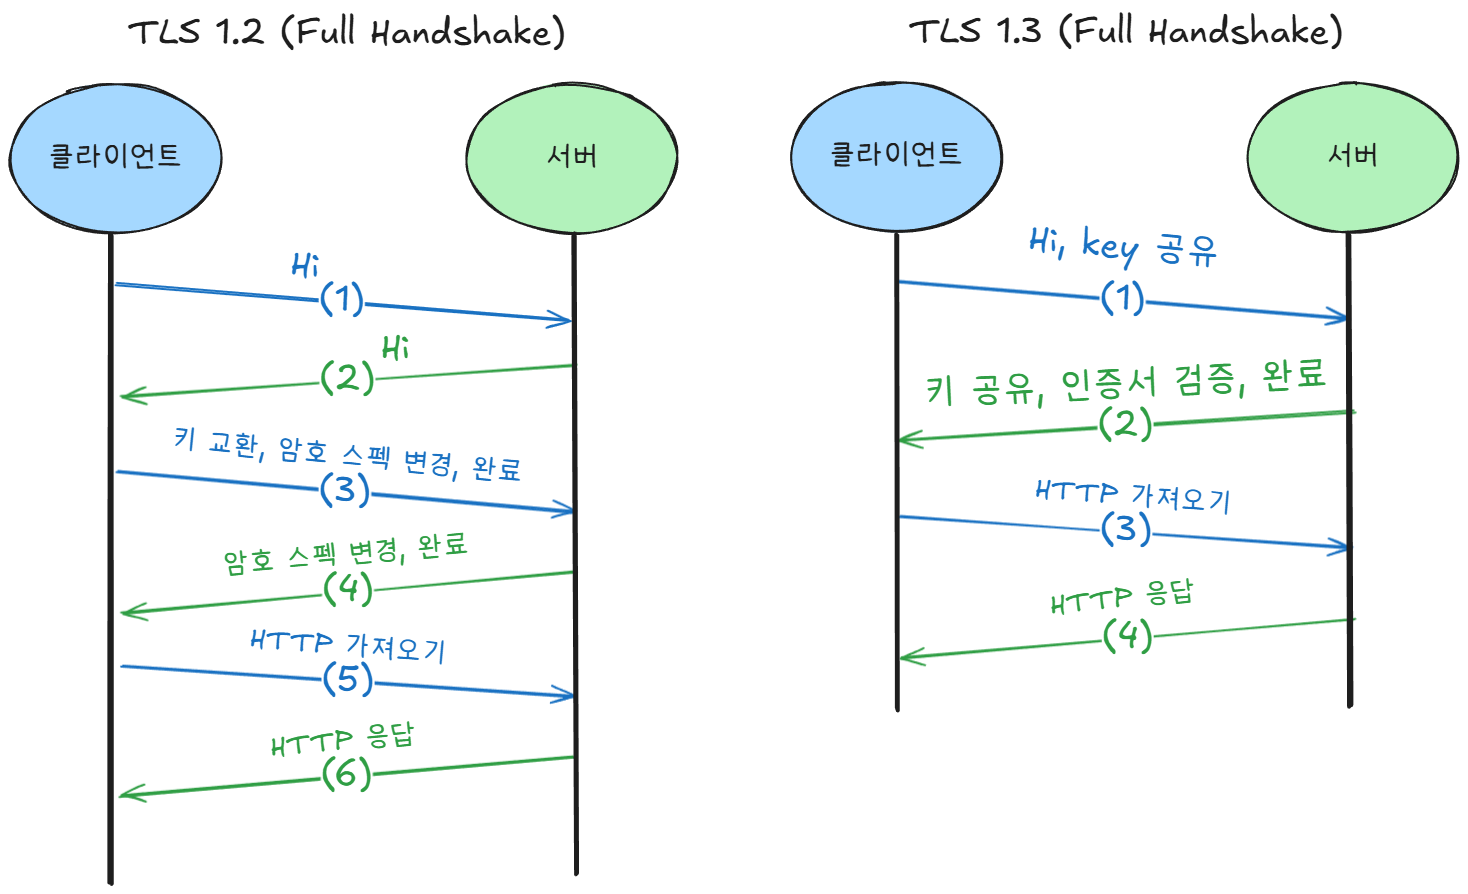 TLS 1.2 (Full Handshake)
클라이언트
서버
Hi
(1)
Hi
(2)
키 교환, 암호 스펙 변경, 완료
(3)
암호 스펙 변경, 완료
(4)
HTTP 가져오기
(5)
HTTP 응답
(6)
TLS 1.3 (Full Handshake)
클라이언트
서버
Hi, key 공유
(1)
키 공유, 인증서 검증, 완료
(2)
HTTP 가져오기
(3)
HTTP 응답
(4)